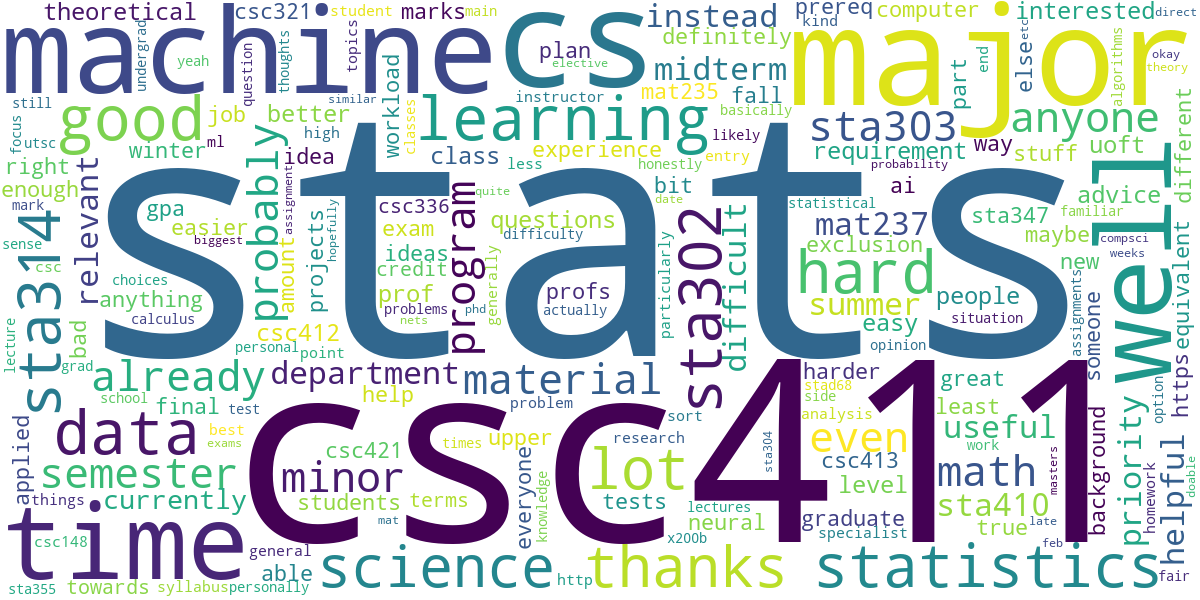 theoretical
csc321
student
marks
main
instead
prereq
computer
interested
direct
machine
cs
major
undergrad
yeah
question
thoughts
topics
plan
elective
definitely
kind
else
etc
end
part
algorithms
okay
theory
still
similar
midterm
mat235
fall
instructor
basically
focus
utsc
good
job
better
workload
classes
learning
likely
sta303
anyone
winter
ml
high
idea
class
less
experience
honestly
entry
requirement
way
stuff
uoft
different
right
enough
mark
relevant
probably
assignment
stats
program
quite
bit
date
statistical
probability
ai
advice
well
gpa
easier
biggest
hopefully
csc336
exam
questions
difficulty
sta302
difficult
mat237
exclusion
sta347
familiar
maybe
compsci
weeks
new
sense
csc
sta314
choices
anything
calculus
amount
projects
ideas
credit
prof
problems
nets
phd
generally
profs
actually
particularly
hard
summer
easy
people
situation
opinion
assignments
someone
priority
https
option
lecture
bad
grad
csc412
personal
point
already
department
material
harder
stad68
side
great
least
school
final
test
help
problem
sort
analysis
applied
data
best
exams
csc411
times
upper
research
sta304
even
useful
background
helpful
semester
things
currently
minor
csc421
students
terms
tests
everyone
knowledge
lot
lectures
neural
csc413
level
graduate
specialist
math
work
sta410
true
masters
late
feb
homework
doable
time
csc148
mat
general
able
x200b
sta355
towards
syllabus
personally
science
http
thanks
statistics
fair